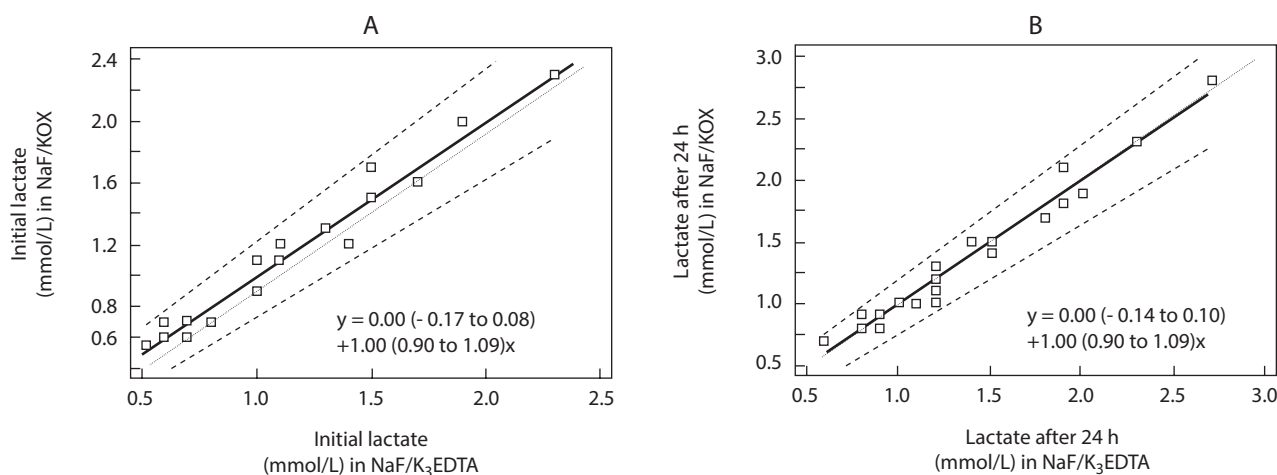 A
Initial lactate
(mmol/L) in NaF/KOX
2.4
2.0
1.6
1.2
0.8
0.6
y = 0.00 (- 0.17 to 0.08)
+1.00 (0.90 to 1.09)x
0.5
1.0
1.5
2.0
2.5
Initial lactate
(mmol/L) in NaF/K₃EDTA
B
Lactate after 24 h
(mmol/L) in NaF/KOX
3.0
2.5
2.0
1.5
1.0
0.5
y = 0.00 (- 0.14 to 0.10)
+1.00 (0.90 to 1.09)x
0.5
1.0
1.5
2.0
2.5
3.0
Lactate after 24 h
(mmol/L) in NaF/K₃EDTA